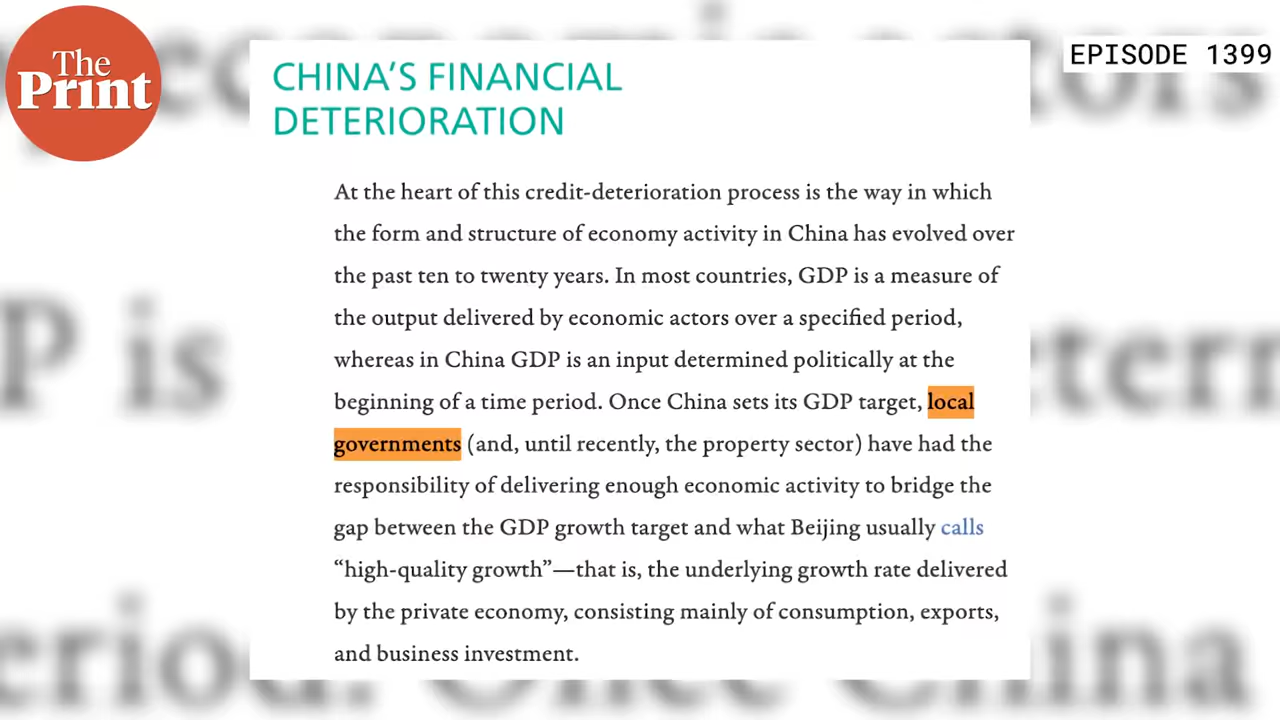 The
Print
EPISODE 1399
CHINA'S FINANCIAL
DETERIORATION
At the heart of this credit-deterioration process is the way in which
the form and structure of economy activity in China has evolved over
the past ten to twenty years. In most countries, GDP is a measure of
the output delivered by economic actors over a specified period,
whereas in China GDP is an input determined politically at the
beginning of a time period. Once China sets its GDP target, local
governments (and, until recently, the property sector) have had the
responsibility of delivering enough economic activity to bridge the
gap between the GDP growth target and what Beijing usually calls
“high-quality growth”—that is, the underlying growth rate delivered
by the private economy, consisting mainly of consumption, exports,
and business investment.